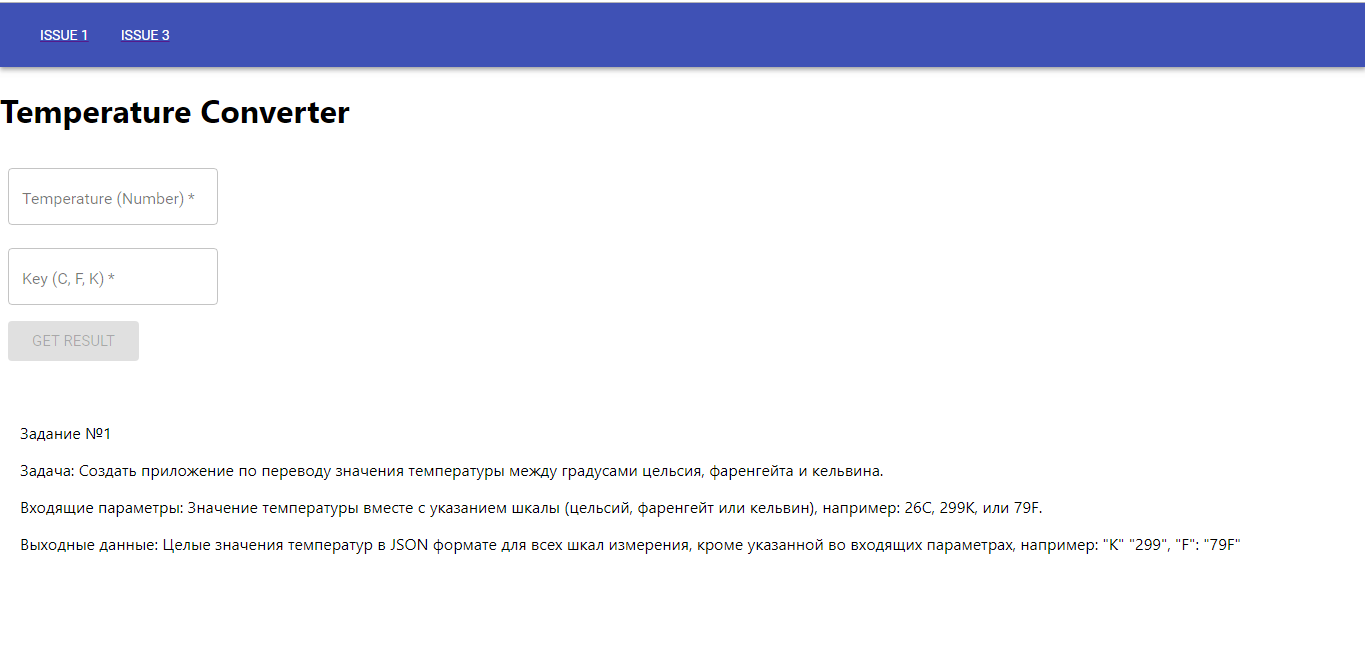 ISSUE 1 ISSUE 3
Temperature Converter
Temperature (Number) *
Key (C, F, K) *
GET RESULT
Задание №1
Задача: Создать приложение по переводу значения температуры между градусами цельсия, фаренгейта и кельвина.
Входящие параметры: Значение температуры вместе с указанием шкалы (цельсий, фаренгейт или кельвин), например: 26C, 299K, или 79F.
Выходные данные: Целые значения температур в JSON формате для всех шкал измерения, кроме указанной во входящих параметрах, например: "K" "299", "F": "79F"